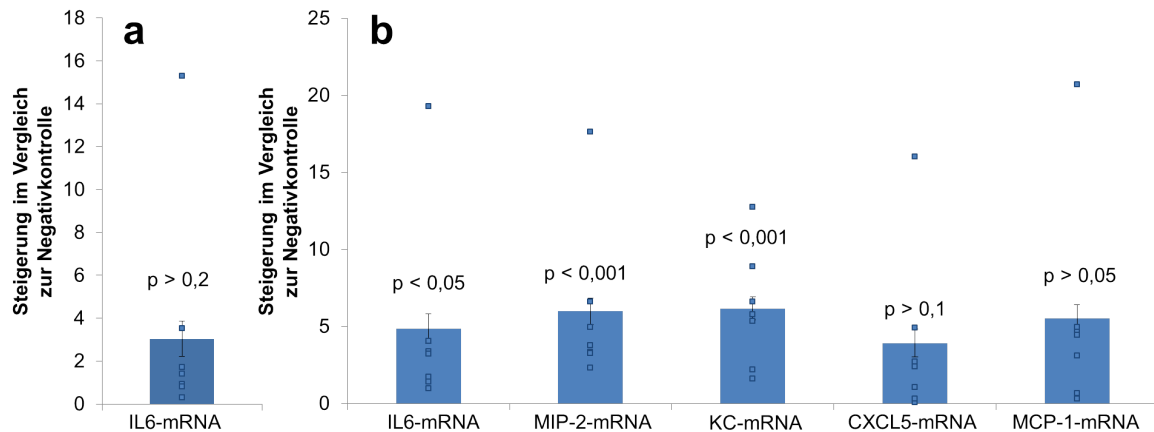 a
Steigerung im Vergleich
zur Negativkontrolle
18
16
14
12
10
8
6
4
2
0
p > 0,2
IL6-mRNA
b
Steigerung im Vergleich
zur Negativkontrolle
25
20
15
10
5
0
p < 0,05
p < 0,001
p < 0,001
p > 0,1
p > 0,05
IL6-mRNA
MIP-2-mRNA
KC-mRNA
CXCL5-mRNA
MCP-1-mRNA